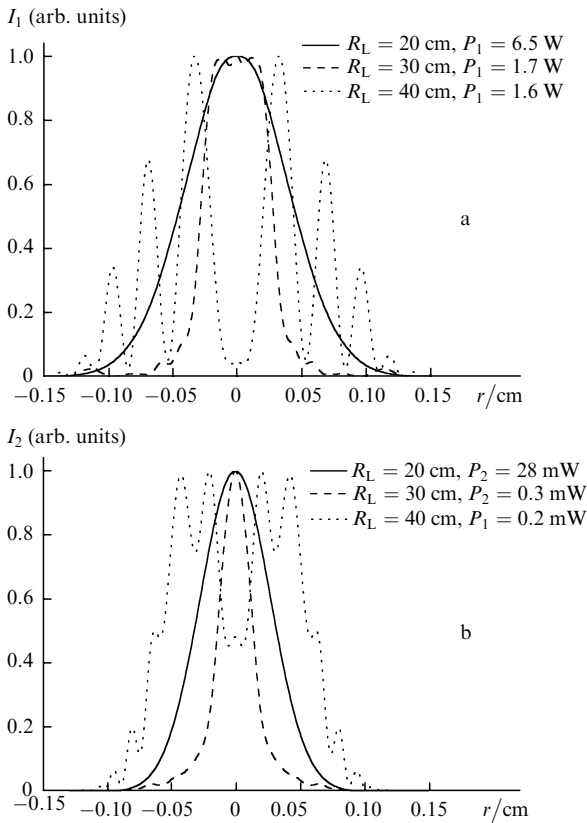 I₁ (arb. units)
R_L = 20 cm, P₁ = 6.5 W
R_L = 30 cm, P₁ = 1.7 W
R_L = 40 cm, P₁ = 1.6 W
1.0
0.8
0.6
a
0.4
0.2
0
−0.15 −0.10 −0.05 0 0.05 0.10 0.15 r/cm
I₂ (arb. units)
1.0
R_L = 20 cm, P₂ = 28 mW
R_L = 30 cm, P₂ = 0.3 mW
R_L = 40 cm, P₁ = 0.2 mW
0.8
0.6
b
0.4
0.2
0
−0.15 −0.10 −0.05 0 0.05 0.10 0.15 r/cm